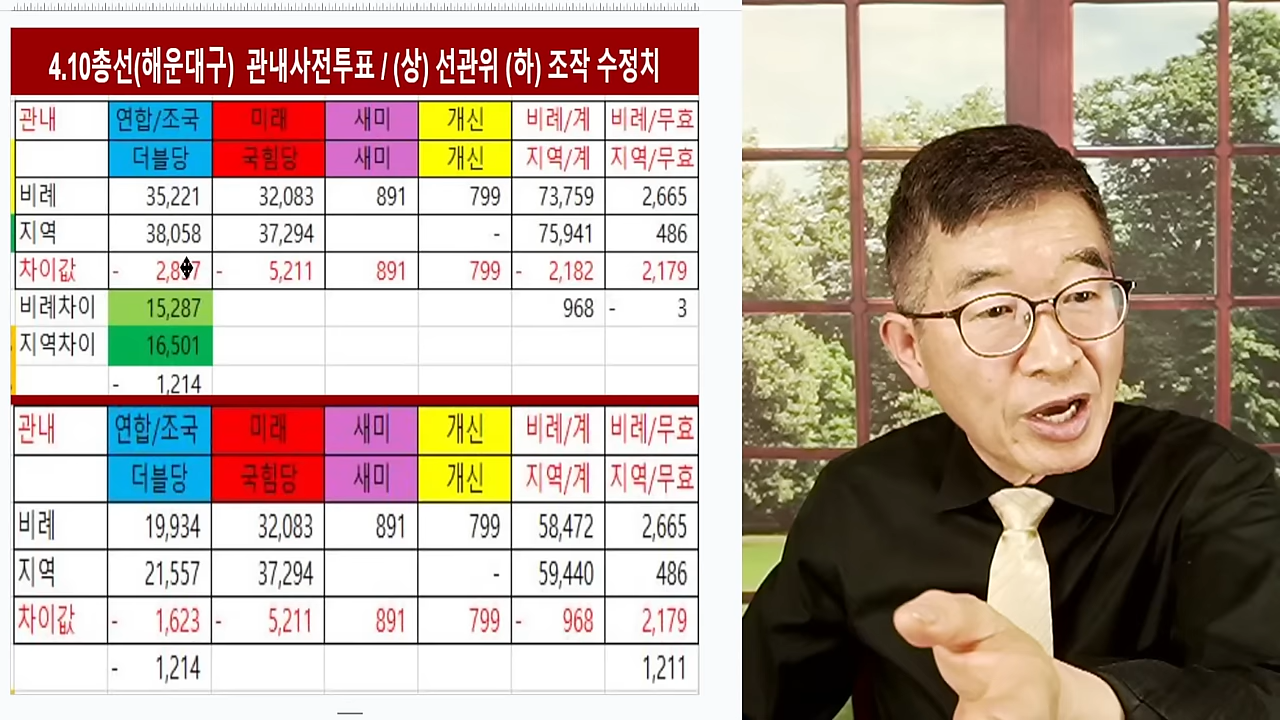 4.10총선(해운대구) 관내사전투표 / (상) 선관위 (하) 조작 수정치
관내 연합/조국 미래 새미 개신 비례/계 비례/무효
더블당 국힘당 새미 개신 지역/계 지역/무효
비례 35,221 32,083 891 799 73,759 2,665
지역 38,058 37,294 - 75,941 486
차이값 - - 5,211 891 799 - 2,182 2,179
비례차이 15,287 968 - 3
지역차이 16,501
- 1,214
관내 연합/조국 미래 새미 개신 비례/계 비례/무효
더블당 국힘당 새미 개신 지역/계 지역/무효
비례 19,934 32,083 891 799 58,472 2,665
지역 21,557 37,294 - 59,440 486
차이값 - 1,623 - 5,211 891 799 - 968 2,179
- 1,214 1,211